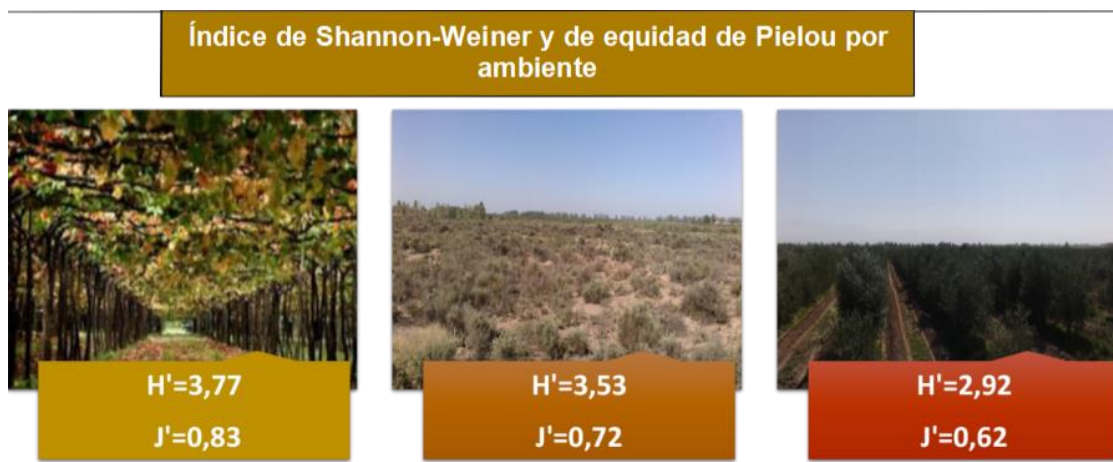 Índice de Shannon-Weiner y de equidad de Pielou por
ambiente
H'=3,77
J'=0,83
H'=3,53
J'=0,72
H'=2,92
J'=0,62